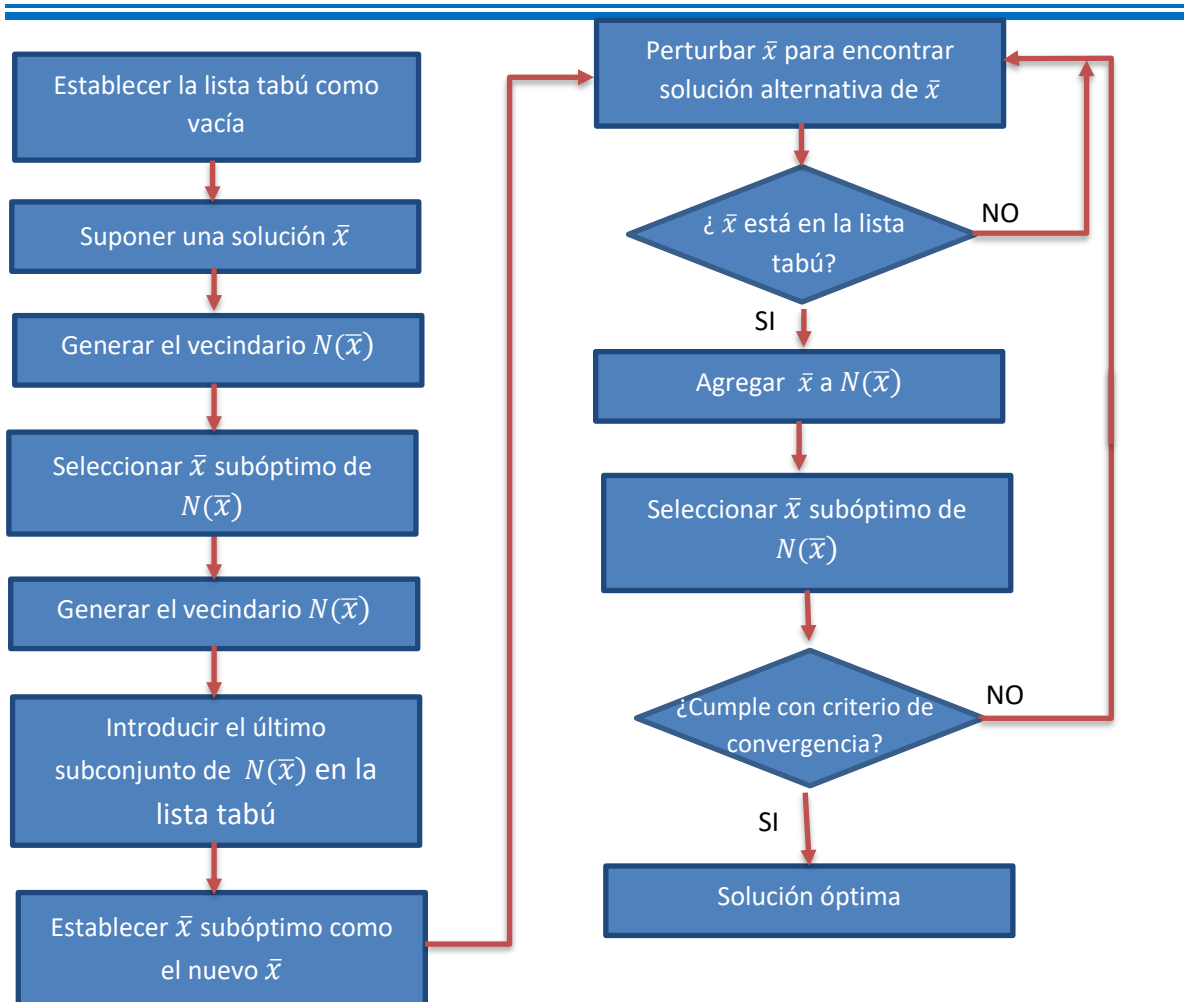 Establecer la lista tabú como
vacía
Suponer una solución x̄
Generar el vecindario N(x̄)
Seleccionar x̄ subóptimo de
N(x̄)
Generar el vecindario N(x̄)
Introducir el último
subconjunto de N(x̄) en la
lista tabú
Establecer x̄ subóptimo como
el nuevo x̄
Perturbar x̄ para encontrar
solución alternativa de x̄
¿ x̄ está en la lista
tabú?
NO
SI
Agregar x̄ a N(x̄)
Seleccionar x̄ subóptimo de
N(x̄)
¿Cumple con criterio de
convergencia?
NO
SI
Solución óptima